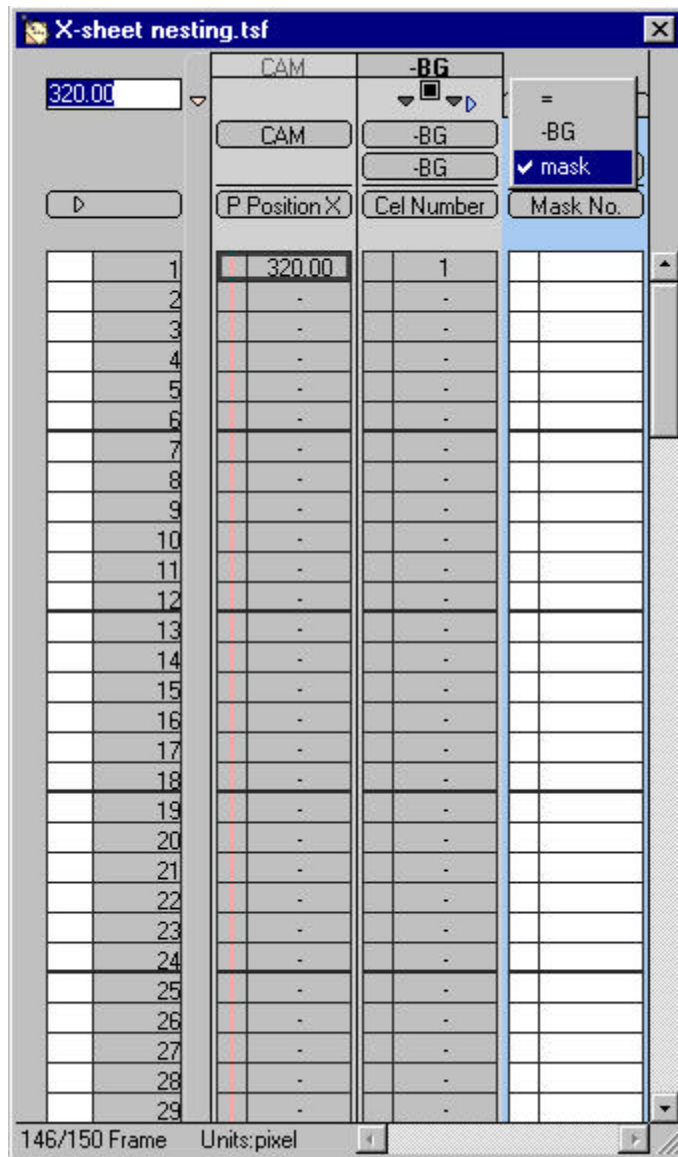 X-sheet nesting.tsf
CAM -BG
320.00 =
CAM -BG -BG
-BG mask
P Position X Cel Number Mask No.
1 320.00 1
2 - -
3 - -
4 - -
5 - -
6 - -
7 - -
8 - -
9 - -
10 - -
11 - -
12 - -
13 - -
14 - -
15 - -
16 - -
17 - -
18 - -
19 - -
20 - -
21 - -
22 - -
23 - -
24 - -
25 - -
26 - -
27 - -
28 - -
29 - -
146/150 Frame Units:pixel